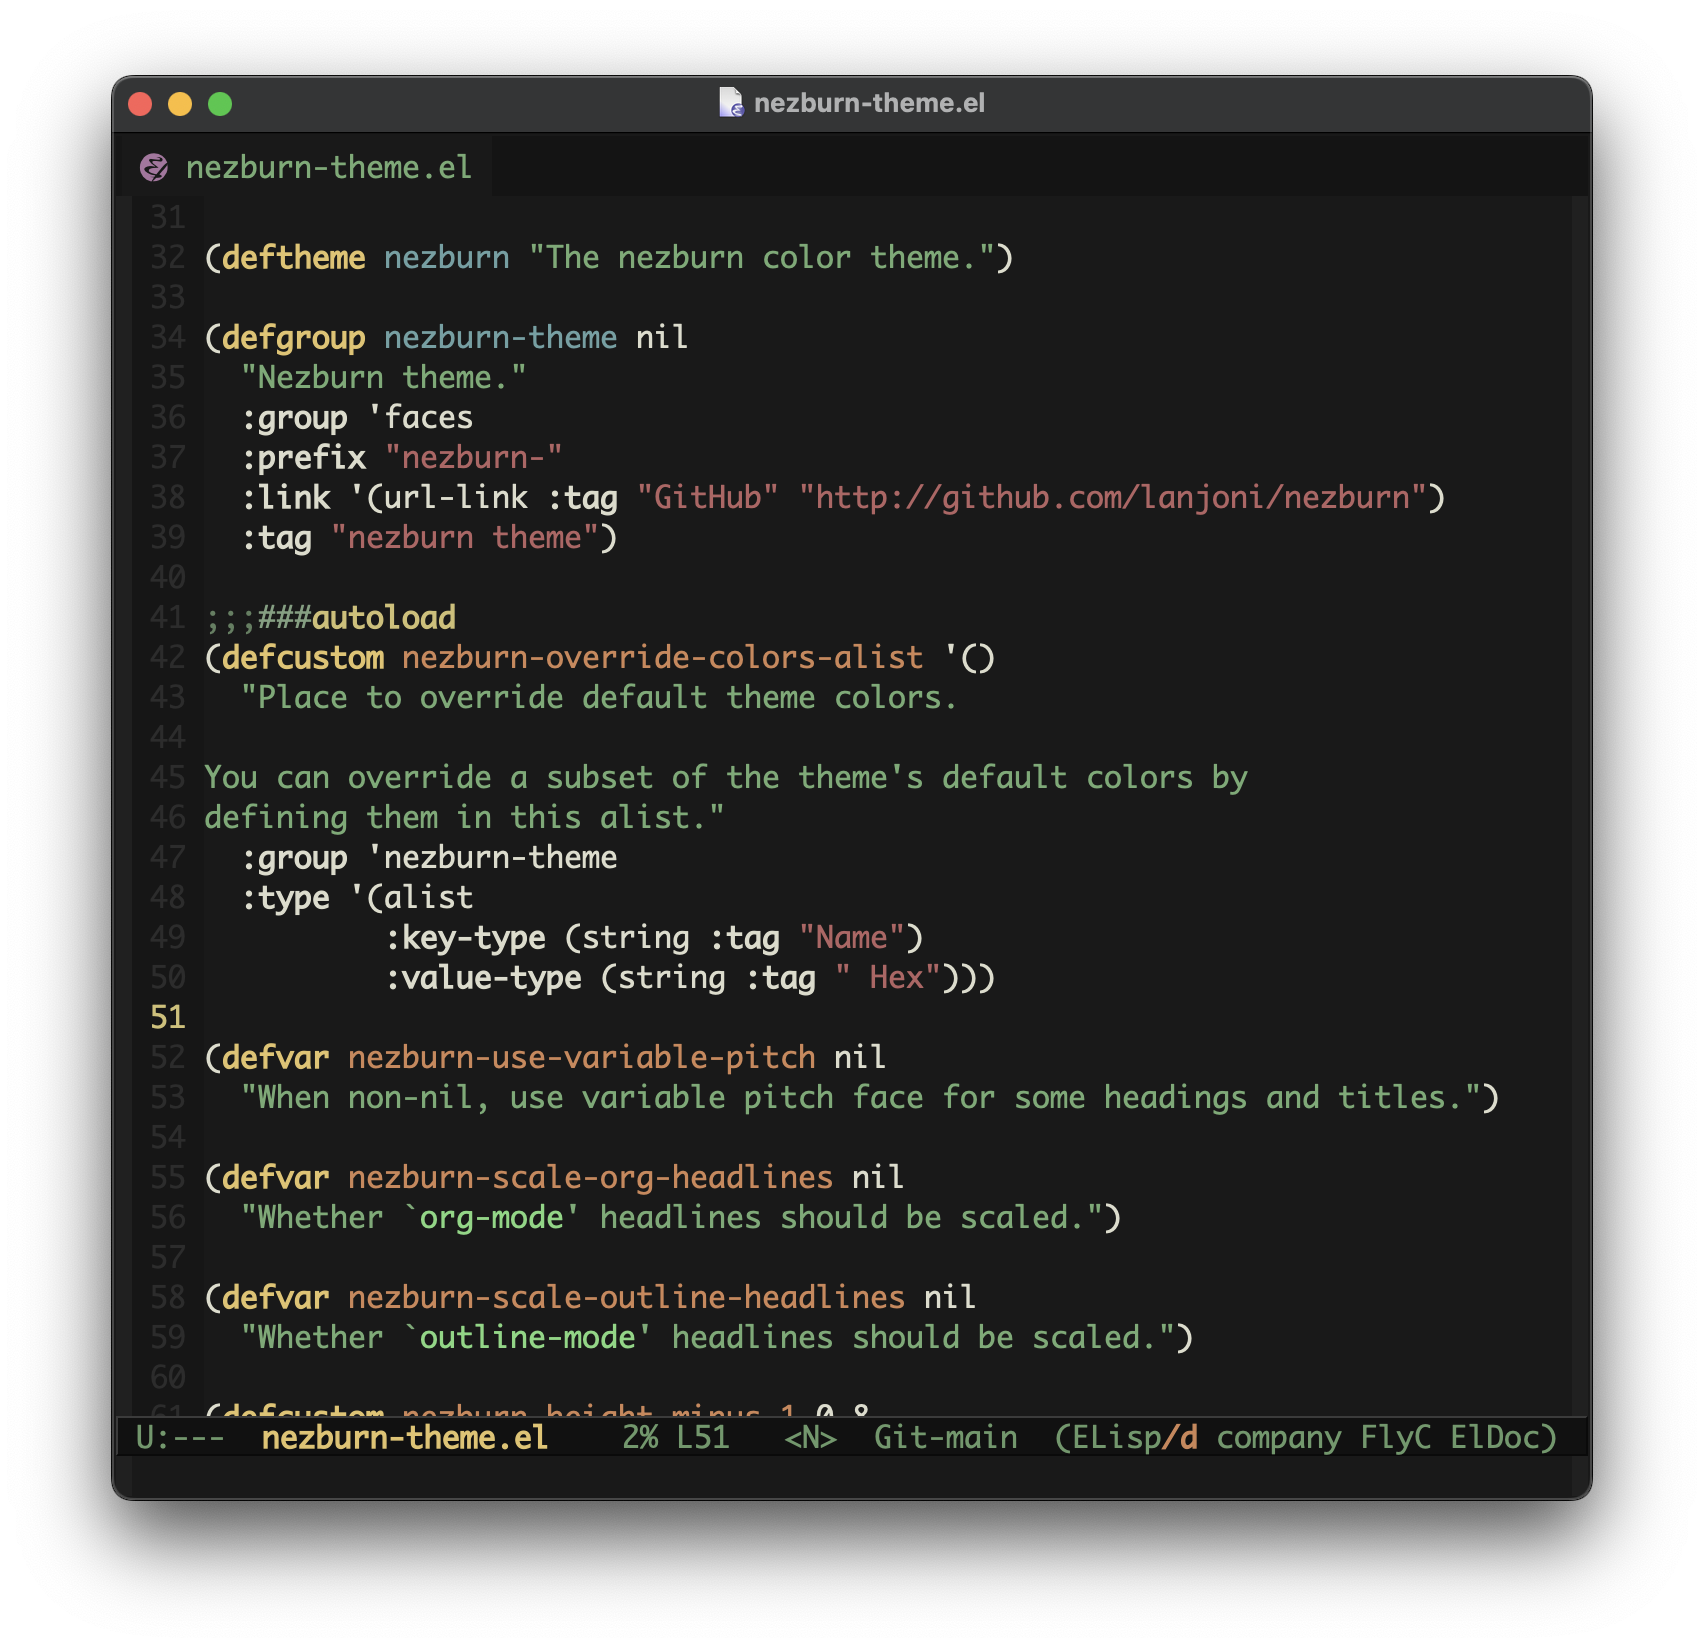 nezburn-theme.el
nezburn-theme.el
31
32 (deftheme nezburn "The nezburn color theme.")
33
34 (defgroup nezburn-theme nil
35   "Nezburn theme."
36   :group 'faces
37   :prefix "nezburn-"
38   :link '(url-link :tag "GitHub" "http://github.com/lanjoni/nezburn")
39   :tag "nezburn theme")
40
41 ;;;###autoload
42 (defcustom nezburn-override-colors-alist '()
43   "Place to override default theme colors.
44
45 You can override a subset of the theme's default colors by
46 defining them in this alist."
47   :group 'nezburn-theme
48   :type '(alist
49           :key-type (string :tag "Name")
50           :value-type (string :tag " Hex")))
51
52 (defvar nezburn-use-variable-pitch nil
53   "When non-nil, use variable pitch face for some headings and titles.")
54
55 (defvar nezburn-scale-org-headlines nil
56   "Whether `org-mode' headlines should be scaled.")
57
58 (defvar nezburn-scale-outline-headlines nil
59   "Whether `outline-mode' headlines should be scaled.")
60
61 (defcustom nezburn-height-minus-1 0.8
U:---  nezburn-theme.el    2% L51   <N>  Git-main  (ELisp/d company FlyC ElDoc)